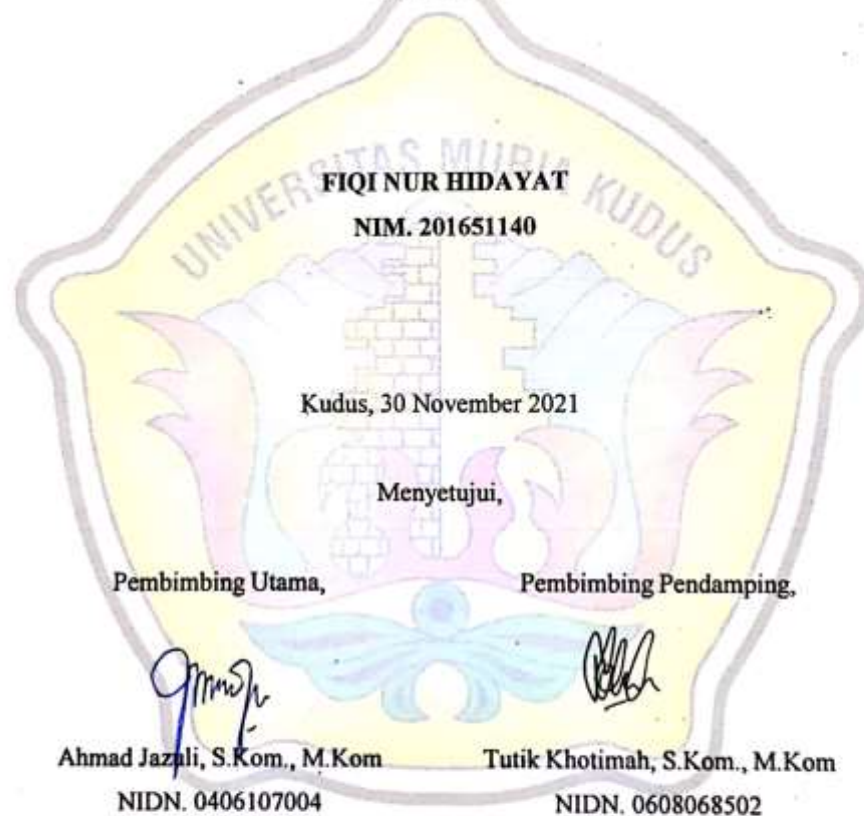 UNIVERSITAS MURIA KUDUS
FIQI NUR HIDAYAT
NIM. 201651140
Kudus, 30 November 2021
Menyetujui,
Pembimbing Utama, Pembimbing Pendamping,
Ahmad Jazuli, S.Kom., M.Kom Tutik Khotimah, S.Kom., M.Kom
NIDN. 0406107004 NIDN. 0608068502